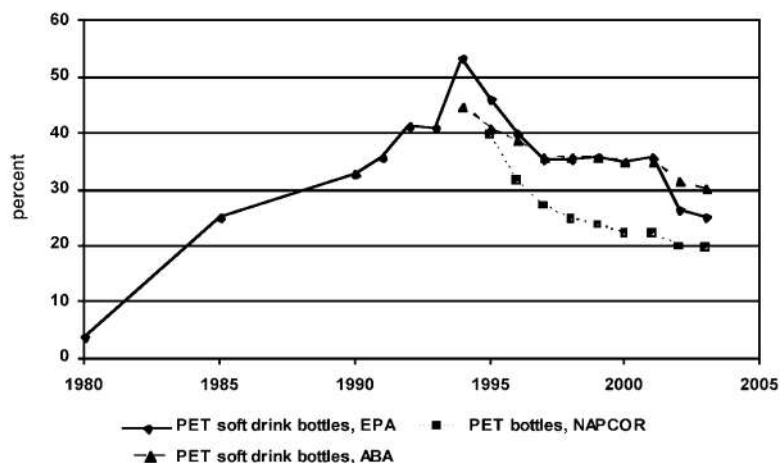 60
50
40
30
20
10
0
percent
1980 1985 1990 1995 2000 2005
PET soft drink bottles, EPA PET bottles, NAPCOR
PET soft drink bottles, ABA